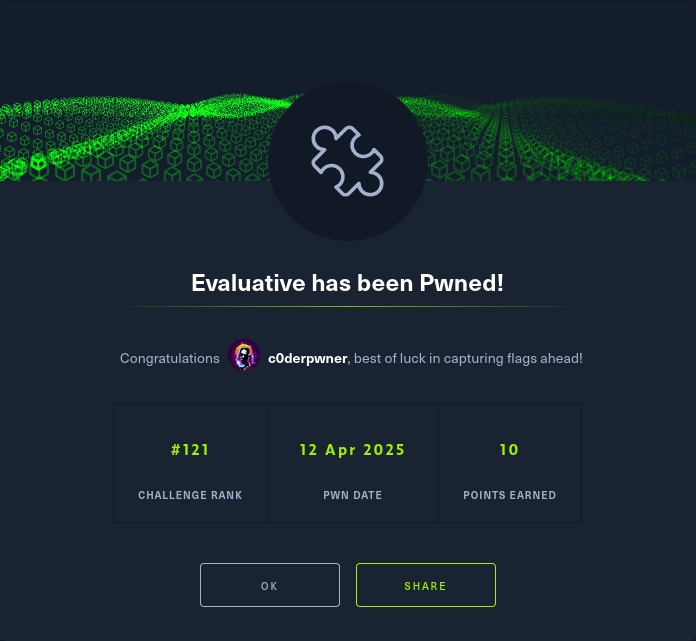 Evaluative has been Pwned!
Congratulations c0derpwner, best of luck in capturing flags ahead!
#121 12 Apr 2025 10
CHALLENGE RANK PWN DATE POINTS EARNED
OK SHARE